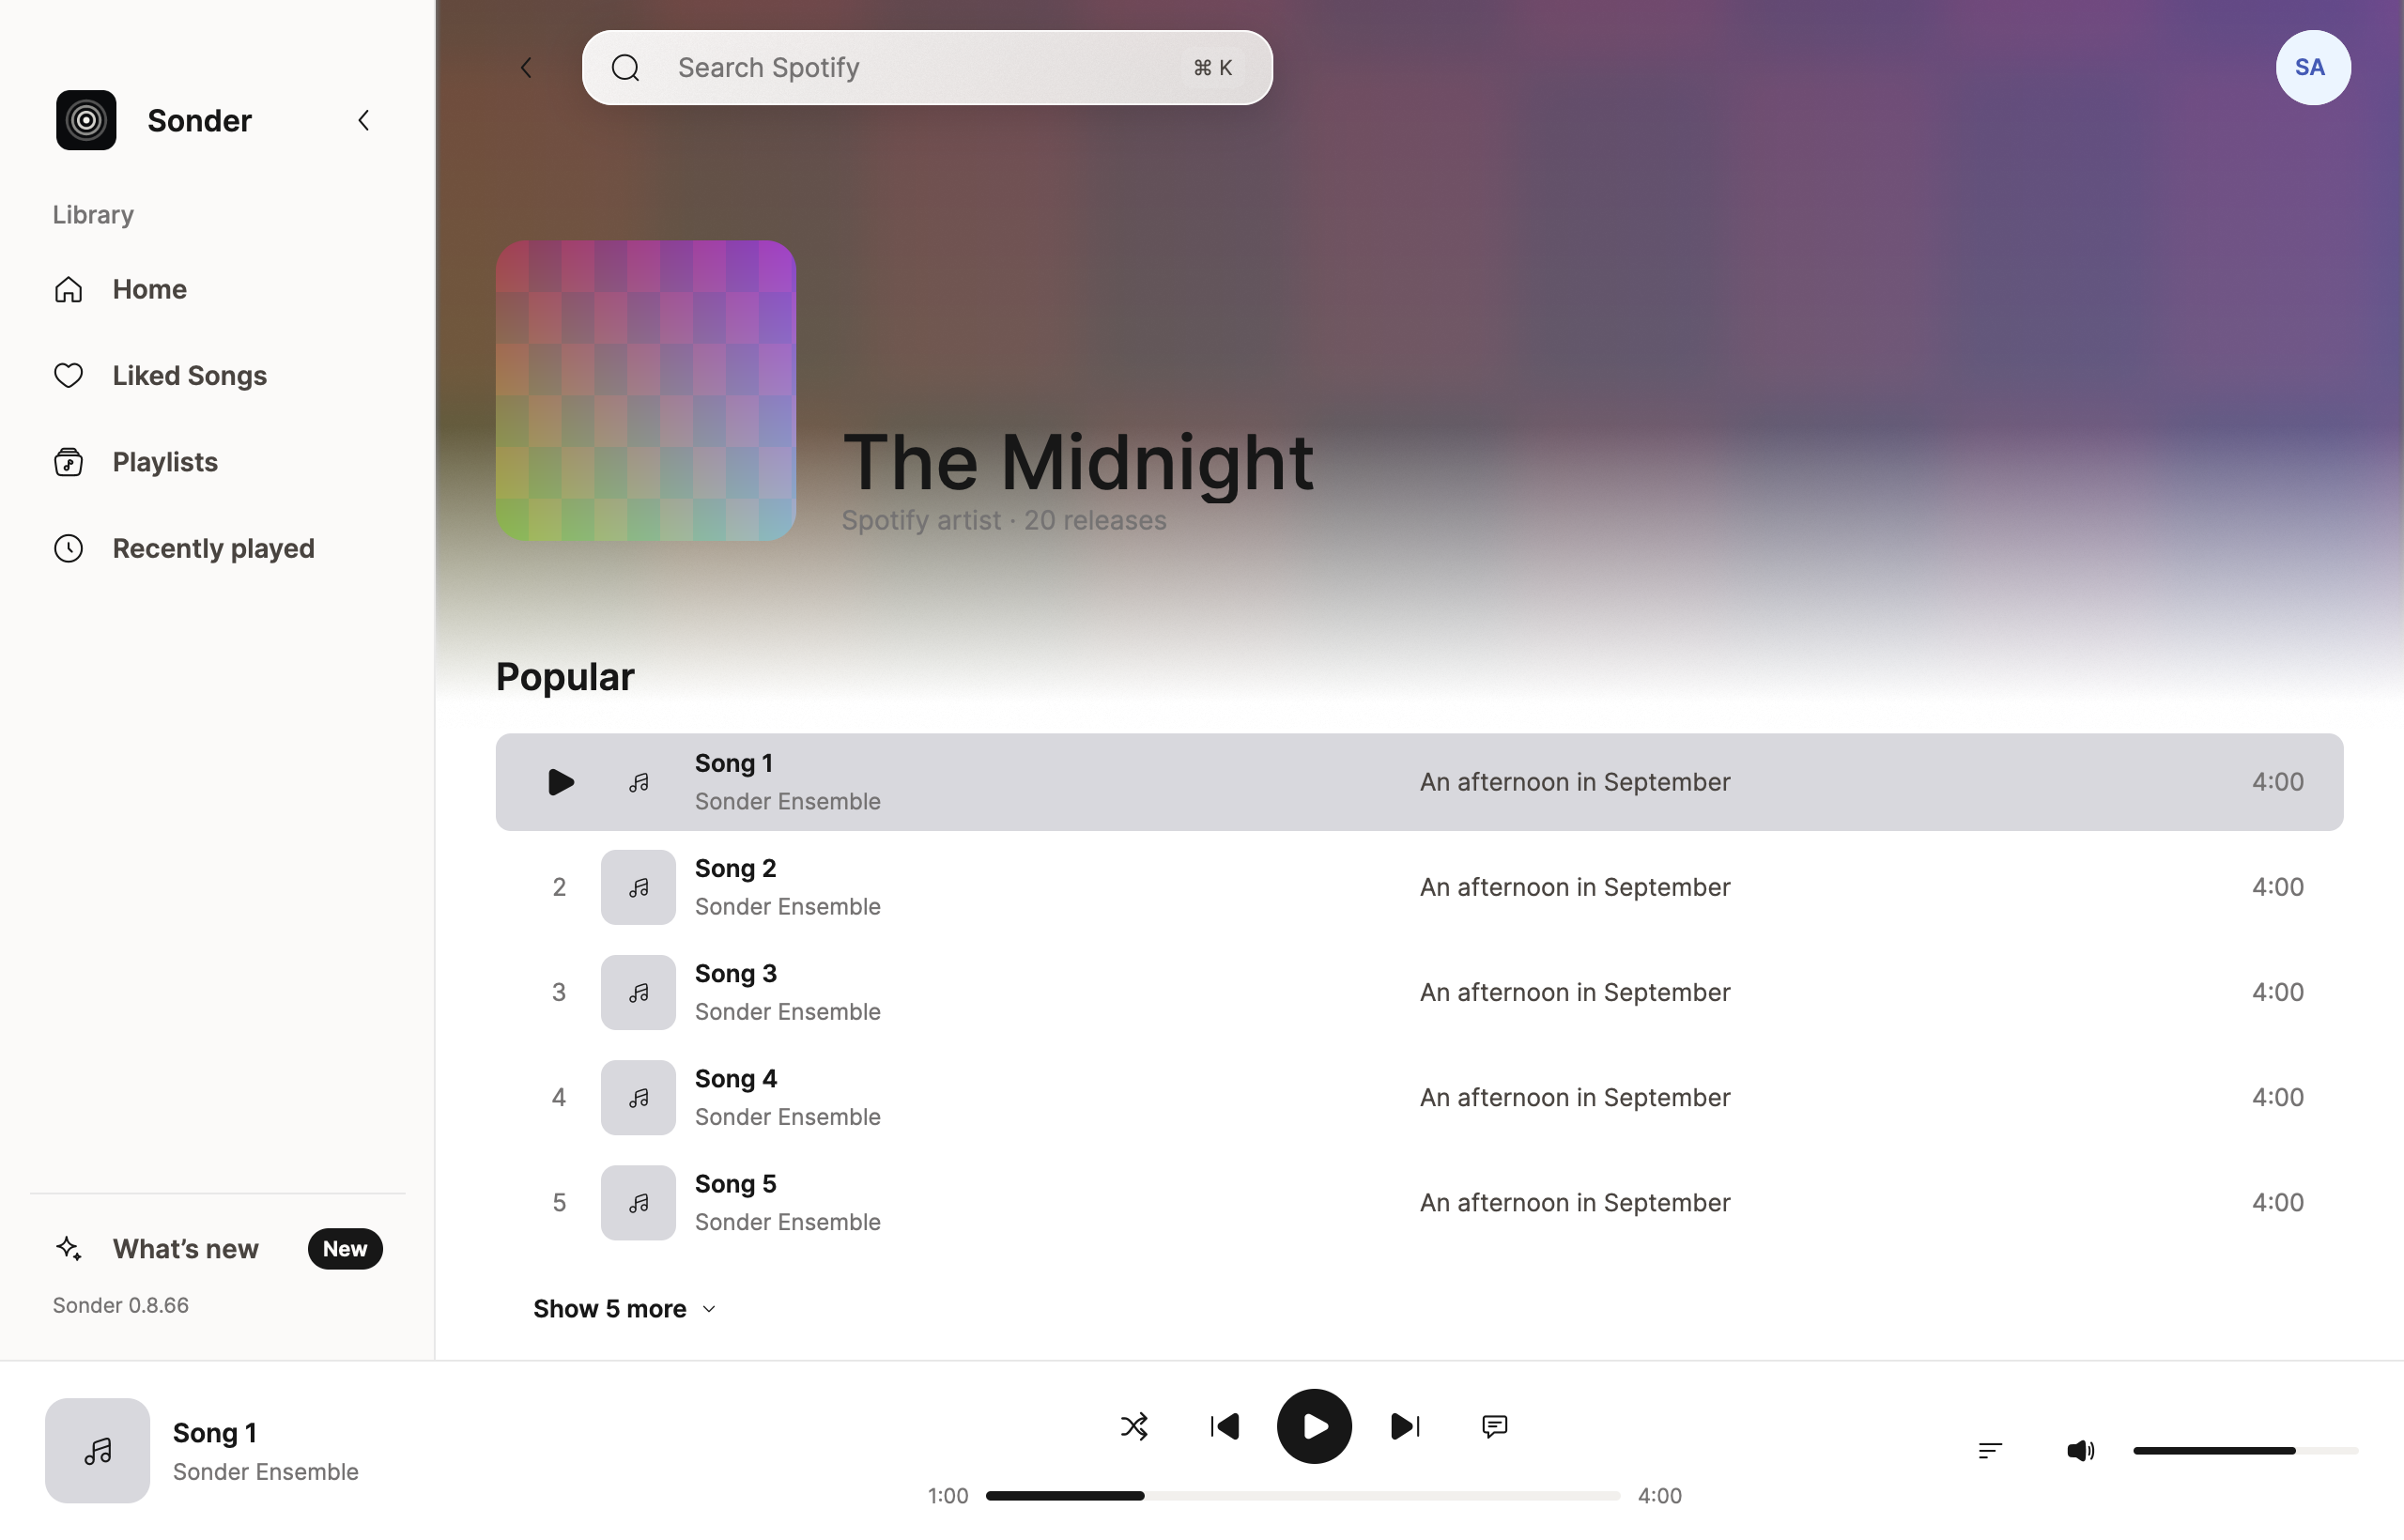 Search Spotify
⌘ K
SA
Sonder
Library
Home
Liked Songs
Playlists
Recently played
The Midnight
Spotify artist · 20 releases
Popular
Song 1
Sonder Ensemble
An afternoon in September
4:00
2
Song 2
Sonder Ensemble
An afternoon in September
4:00
3
Song 3
Sonder Ensemble
An afternoon in September
4:00
4
Song 4
Sonder Ensemble
An afternoon in September
4:00
5
Song 5
Sonder Ensemble
An afternoon in September
4:00
Show 5 more
What’s new
New
Sonder 0.8.66
Song 1
Sonder Ensemble
1:00
4:00